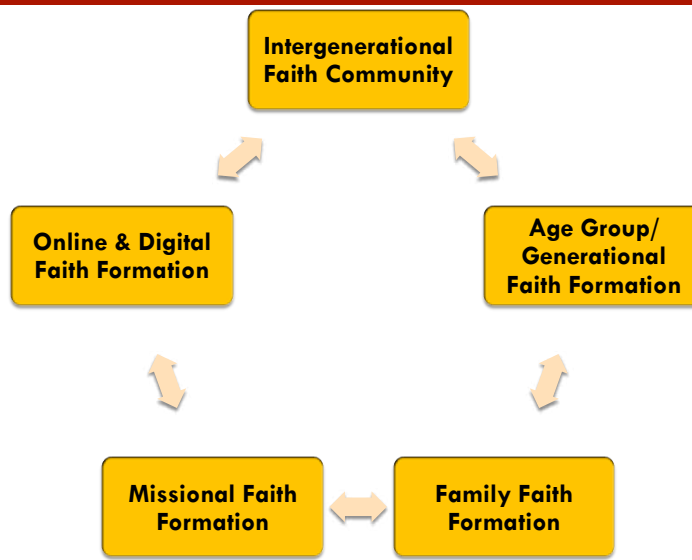 Intergenerational
Faith Community
Online & Digital
Faith Formation
Age Group/
Generational
Faith Formation
Missional Faith
Formation
Family Faith
Formation